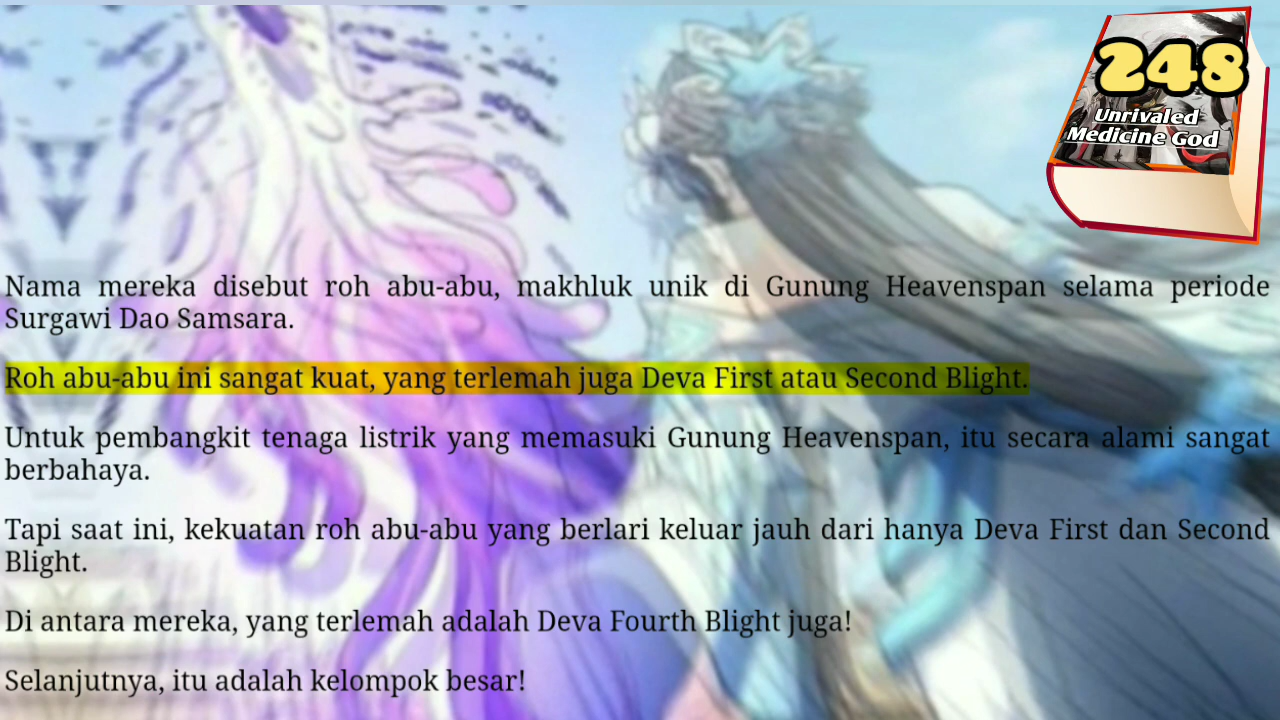 248
Unrivaled
Medicine God
Nama mereka disebut roh abu-abu, makhluk unik di Gunung Heavenspan selama periode
Surgawi Dao Samsara.
Roh abu-abu ini sangat kuat, yang terlemah juga Deva First atau Second Blight.
Untuk pembangkit tenaga listrik yang memasuki Gunung Heavenspan, itu secara alami sangat
berbahaya.
Tapi saat ini, kekuatan roh abu-abu yang berlari keluar jauh dari hanya Deva First dan Second
Blight.
Di antara mereka, yang terlemah adalah Deva Fourth Blight juga!
Selanjutnya, itu adalah kelompok besar!